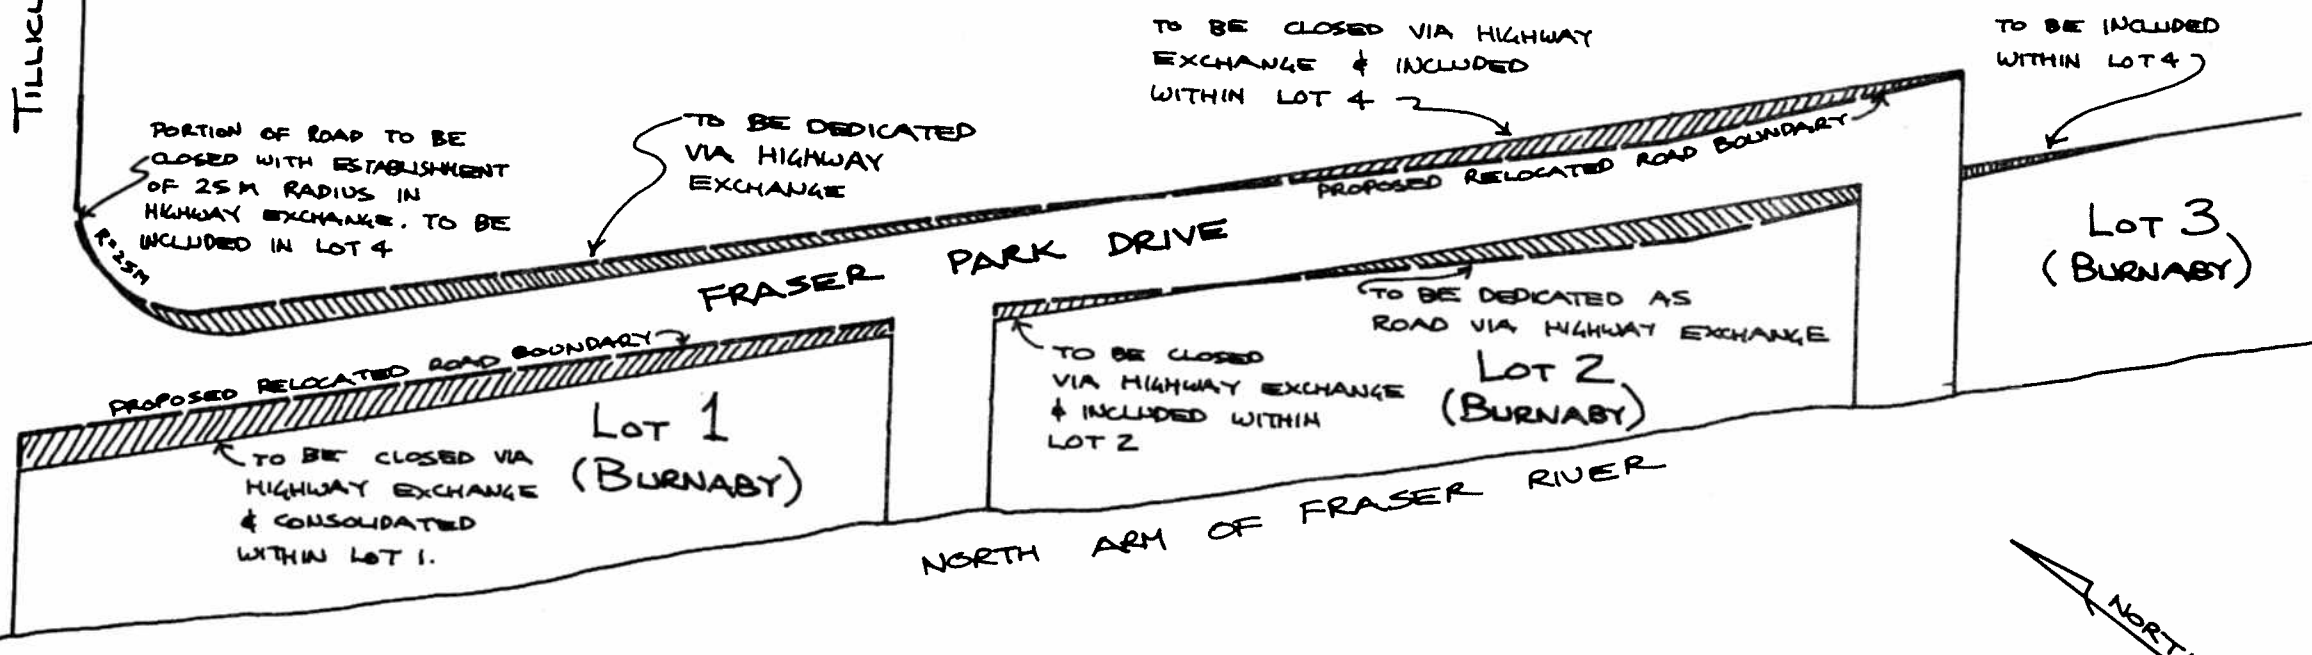 TO BE CLOSED VIA HIGHWAY
EXCHANGE & INCLUDED
WITHIN LOT 4
TO BE INCLUDED
WITHIN LOT 4
PORTION OF ROAD TO BE
CLOSED WITH ESTABLISHMENT
OF 25M RADIUS IN
HIGHWAY EXCHANGE. TO BE
INCLUDED IN LOT 4
TO BE DEDICATED
VIA HIGHWAY
EXCHANGE
R=25M
PROPOSED RELOCATED ROAD BOUNDARY
FRASER PARK DRIVE
LOT 3
(BURNABY)
PROPOSED RELOCATED ROAD BOUNDARY
TO BE DEDICATED AS
ROAD VIA HIGHWAY EXCHANGE
TO BE CLOSED
VIA HIGHWAY EXCHANGE
& INCLUDED WITHIN
LOT 2
LOT 2
(BURNABY)
LOT 1
(BURNABY)
TO BE CLOSED VIA
HIGHWAY EXCHANGE
& CONSOLIDATED
WITHIN LOT 1.
NORTH ARM OF FRASER RIVER